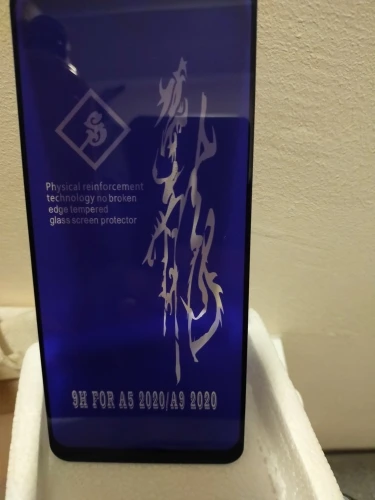 Physical reinforcement
technology no broken
edge tempered
glass screen protector
9H FOR A5 2020/A9 2020